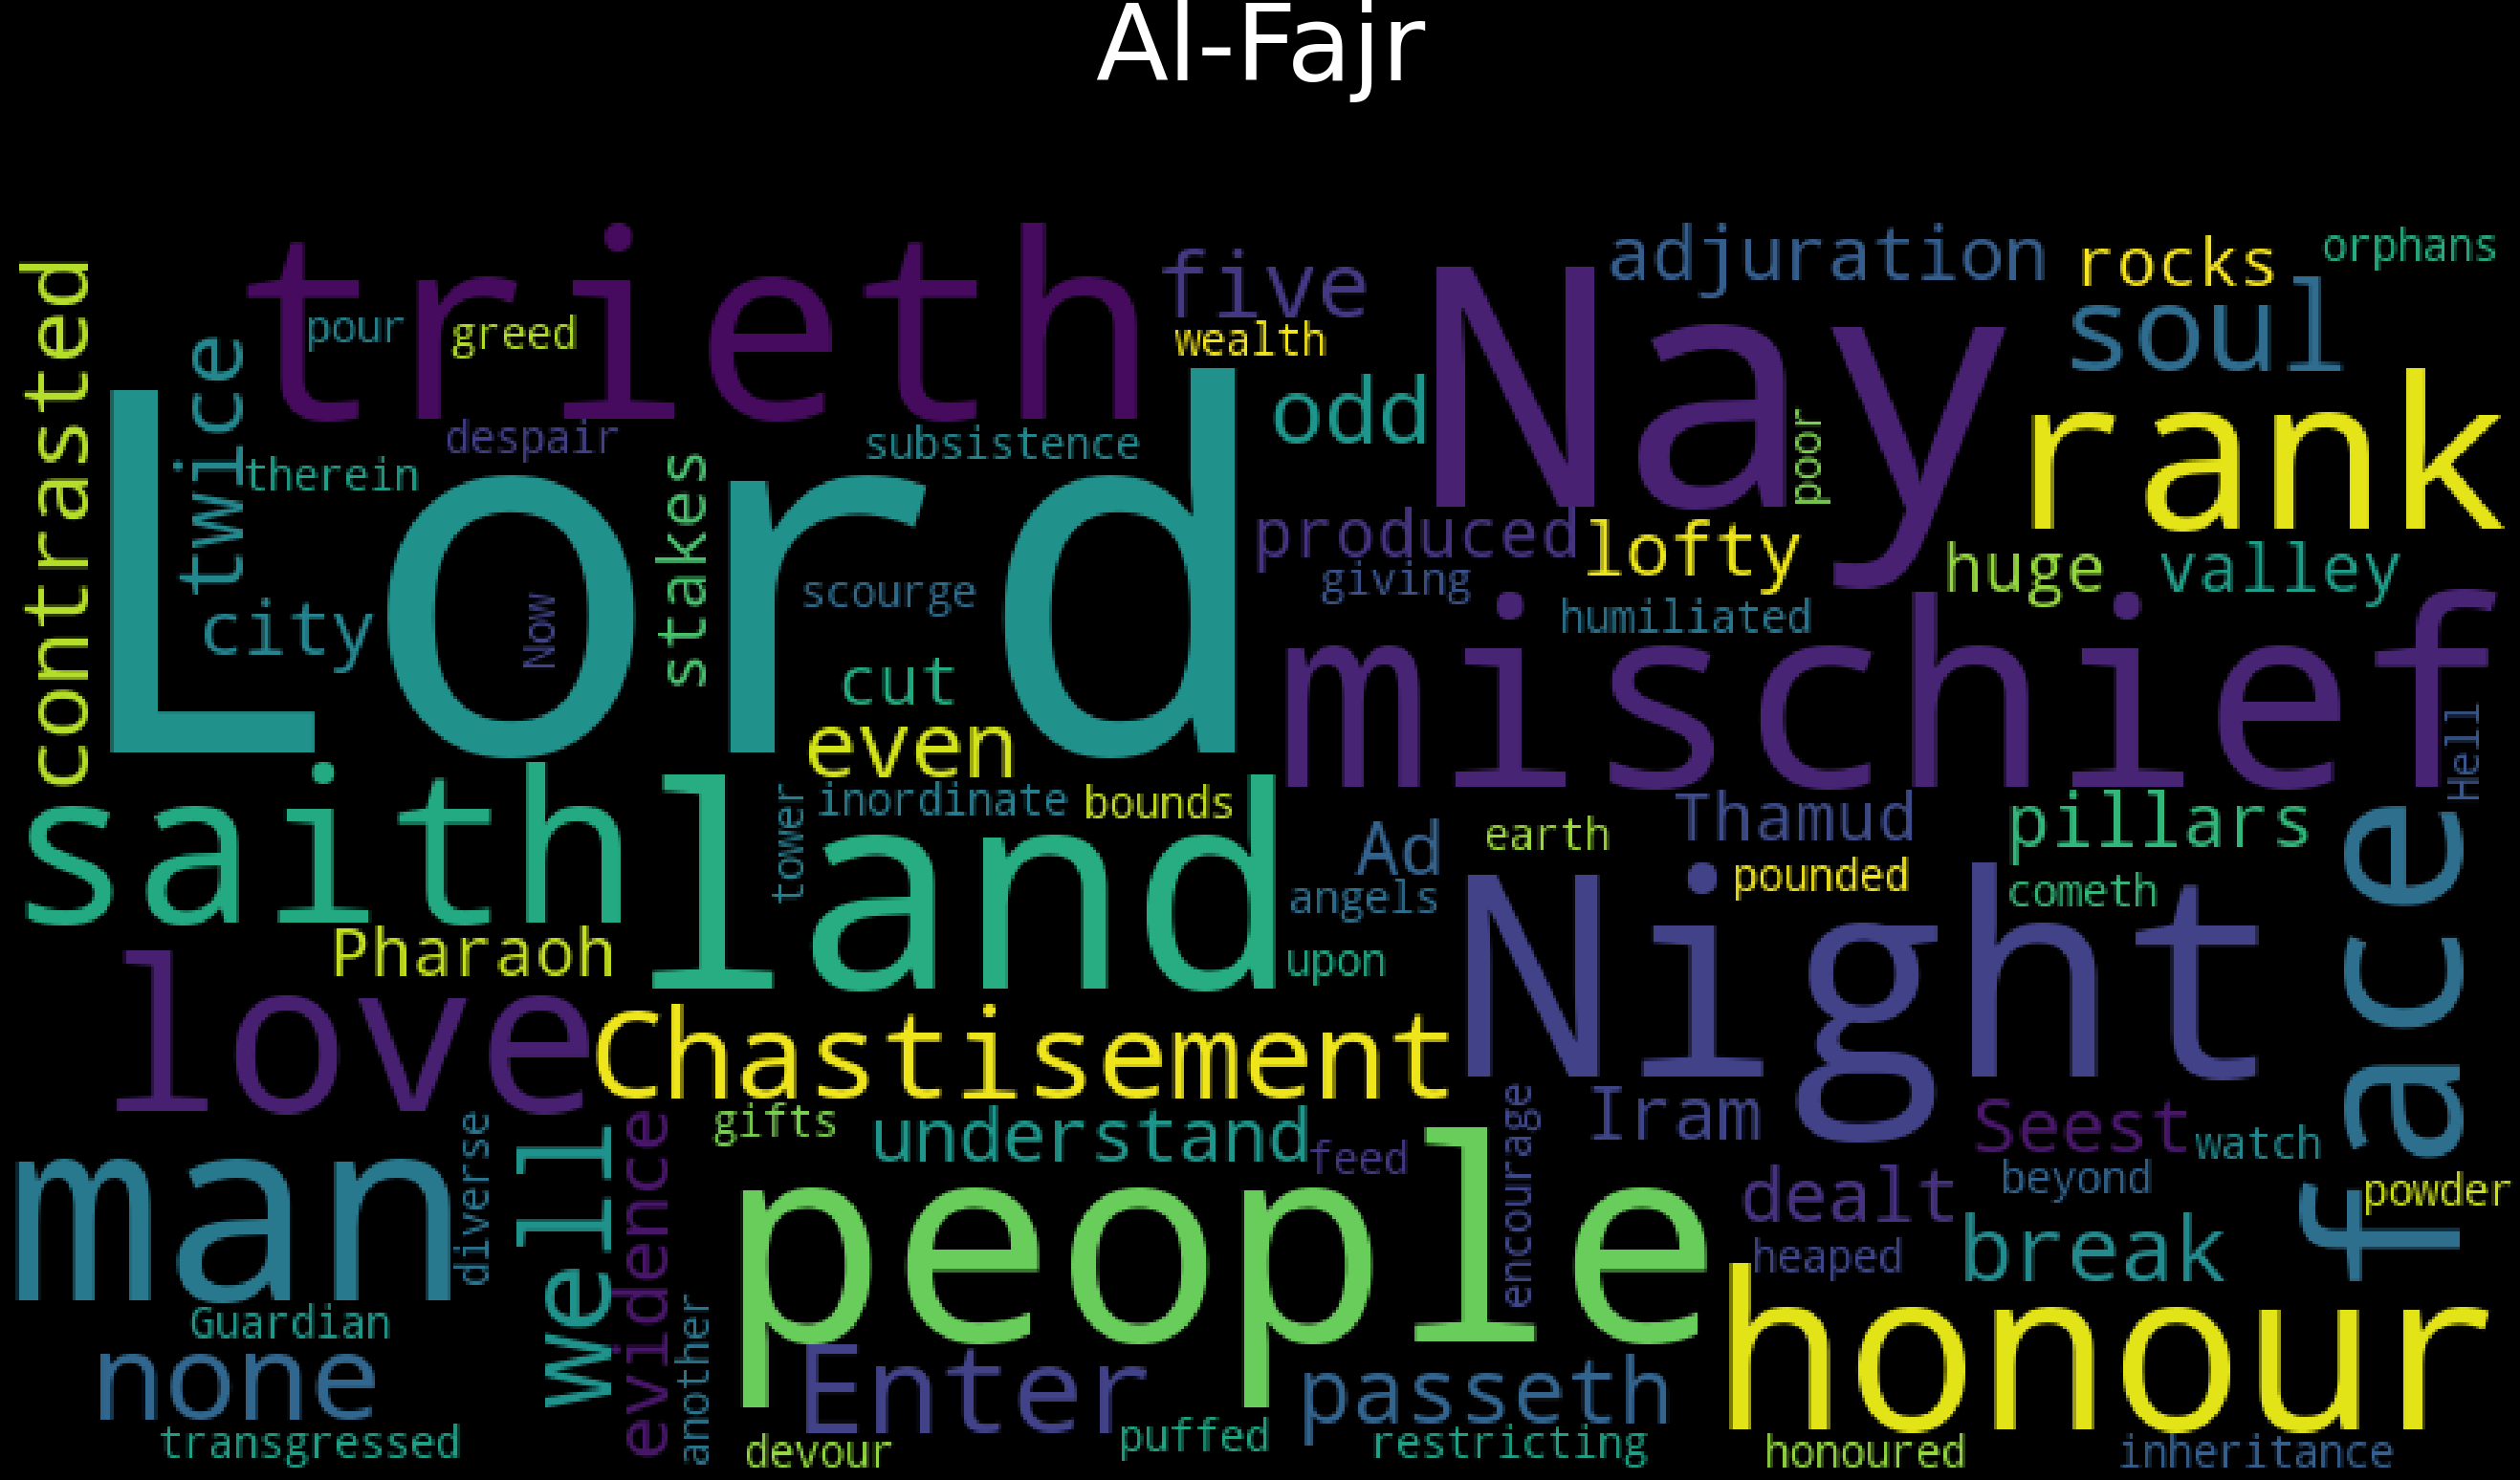 Al-Fajr
trieth
five
adjuration
rocks
orphans
contrasted
twice
pour
greed
wealth
Nay
soul
Lord
despair
subsistence
odd
poor
rank
therein
stakes
produced
lofty
huge
valley
city
Now
scourge
giving
humiliated
cut
mischief
even
Hell
saith
land
inordinate
bounds
tower
Ad
earth
Thamud
pillars
angels
pounded
cometh
face
Pharaoh
upon
Night
love
Chastisement
gifts
understand
feed
encourage
Iram
Seest
watch
man
diverse
well
evidence
people
dealt
beyond
powder
heaped
break
Guardian
another
honour
none
Enter
passeth
transgressed
devour
puffed
restricting
honoured
inheritance